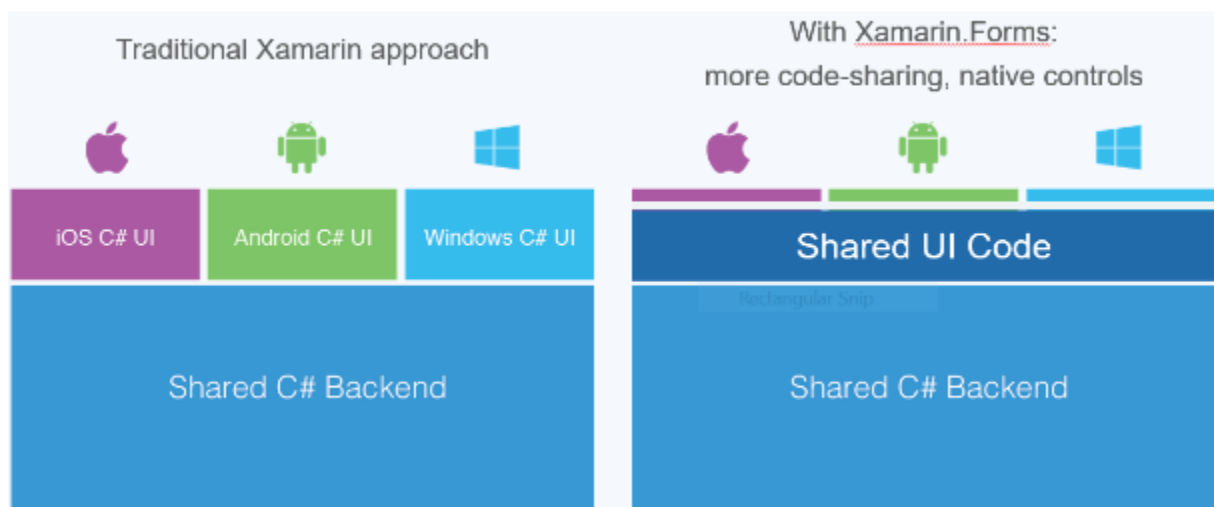 Traditional Xamarin approach
iOS C# UI
Android C# UI
Windows C# UI
Shared C# Backend
With Xamarin.Forms:
more code-sharing, native controls
Shared UI Code
Rectangular Snip
Shared C# Backend